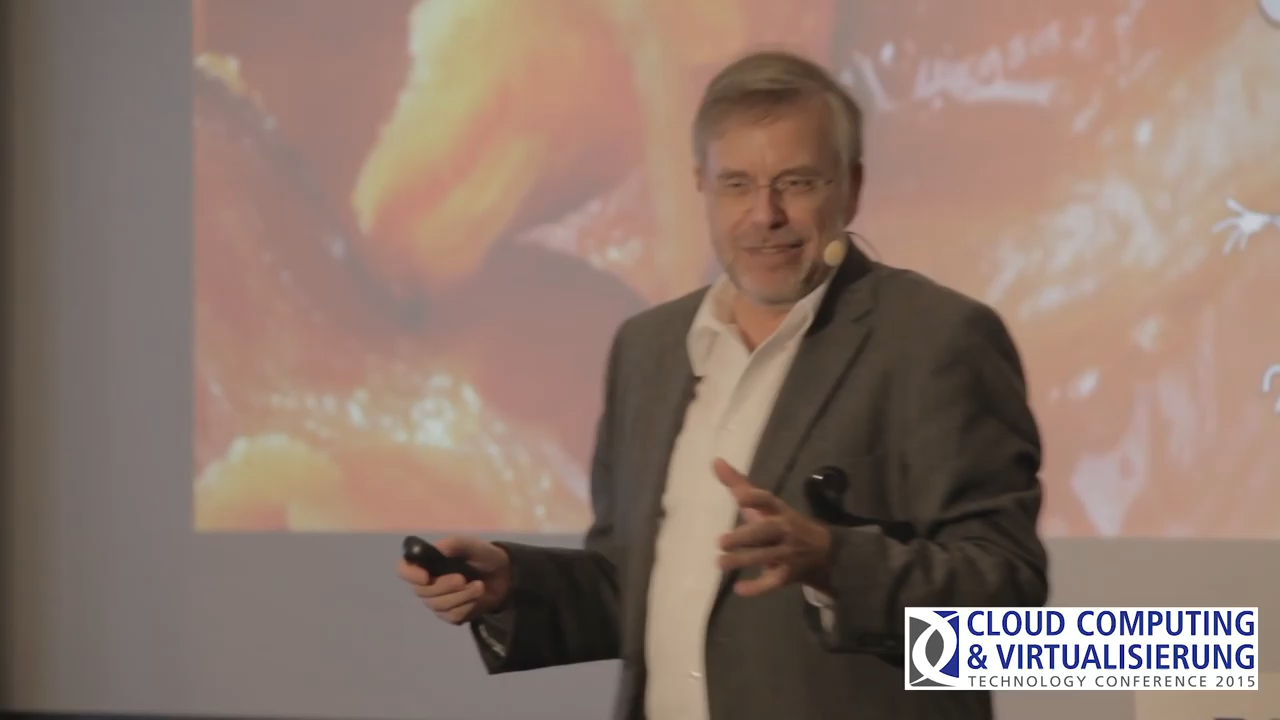 CLOUD COMPUTING
& VIRTUALISIERUNG
TECHNOLOGY CONFERENCE 2015